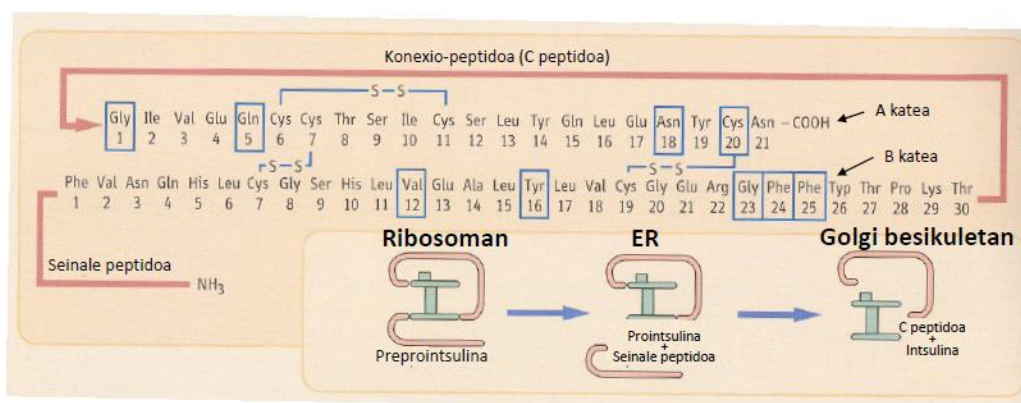 Konexio-peptidoa (C peptidoa)
S–S
Gly Ile Val Glu Gln Cys Cys Thr Ser Ile Cys Ser Leu Tyr Gln Leu Glu Asn Tyr Cys Asn –COOH
A katea
1 2 3 4 5 6 7 8 9 10 11 12 13 14 15 16 17 18 19 20 21
B katea
S–S S–S
Phe Val Asn Gln His Leu Cys Gly Ser His Leu Val Glu Ala Leu Tyr Leu Val Cys Gly Glu Arg Gly Phe Phe Typ Thr Pro Lys Thr
1 2 3 4 5 6 7 8 9 10 11 12 13 14 15 16 17 18 19 20 21 22 23 24 25 26 27 28 29 30
Ribosoman ER Golgi besikuletan
Seinale peptidoa
NH3
Preprointsulina
Prointsulina
+
Seinale peptidoa
C peptidoa
+
Intsulina